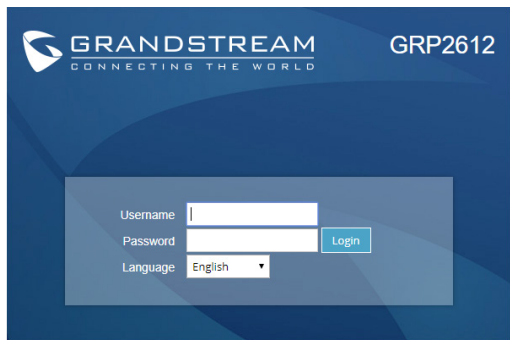 GRANDSTREAM
CONNECTING THE WORLD
GRP2612
Username
Password
Login
Language
English